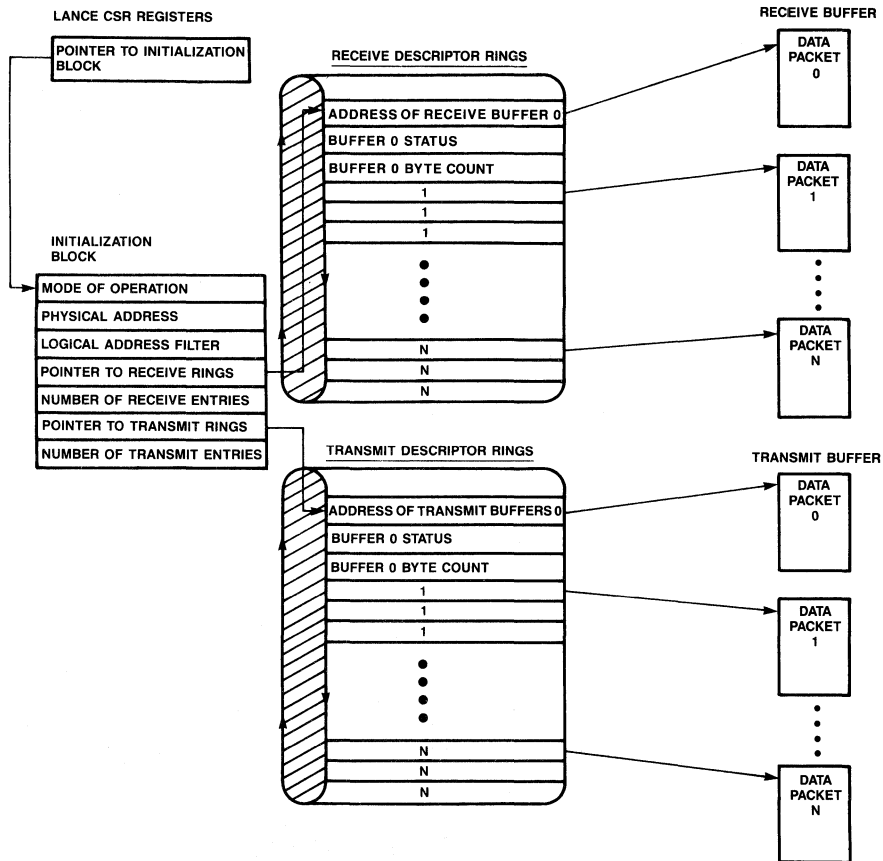 LANCE CSR REGISTERS
POINTER TO INITIALIZATION
BLOCK
INITIALIZATION
BLOCK
MODE OF OPERATION
PHYSICAL ADDRESS
LOGICAL ADDRESS FILTER
POINTER TO RECEIVE RINGS
NUMBER OF RECEIVE ENTRIES
POINTER TO TRANSMIT RINGS
NUMBER OF TRANSMIT ENTRIES
RECEIVE DESCRIPTOR RINGS
ADDRESS OF RECEIVE BUFFER 0
BUFFER 0 STATUS
BUFFER 0 BYTE COUNT
1
1
1
N
N
N
RECEIVE BUFFER
DATA
PACKET
0
DATA
PACKET
1
DATA
PACKET
N
TRANSMIT DESCRIPTOR RINGS
ADDRESS OF TRANSMIT BUFFERS 0
BUFFER 0 STATUS
BUFFER 0 BYTE COUNT
1
1
1
N
N
N
TRANSMIT BUFFER
DATA
PACKET
0
DATA
PACKET
1
DATA
PACKET
N